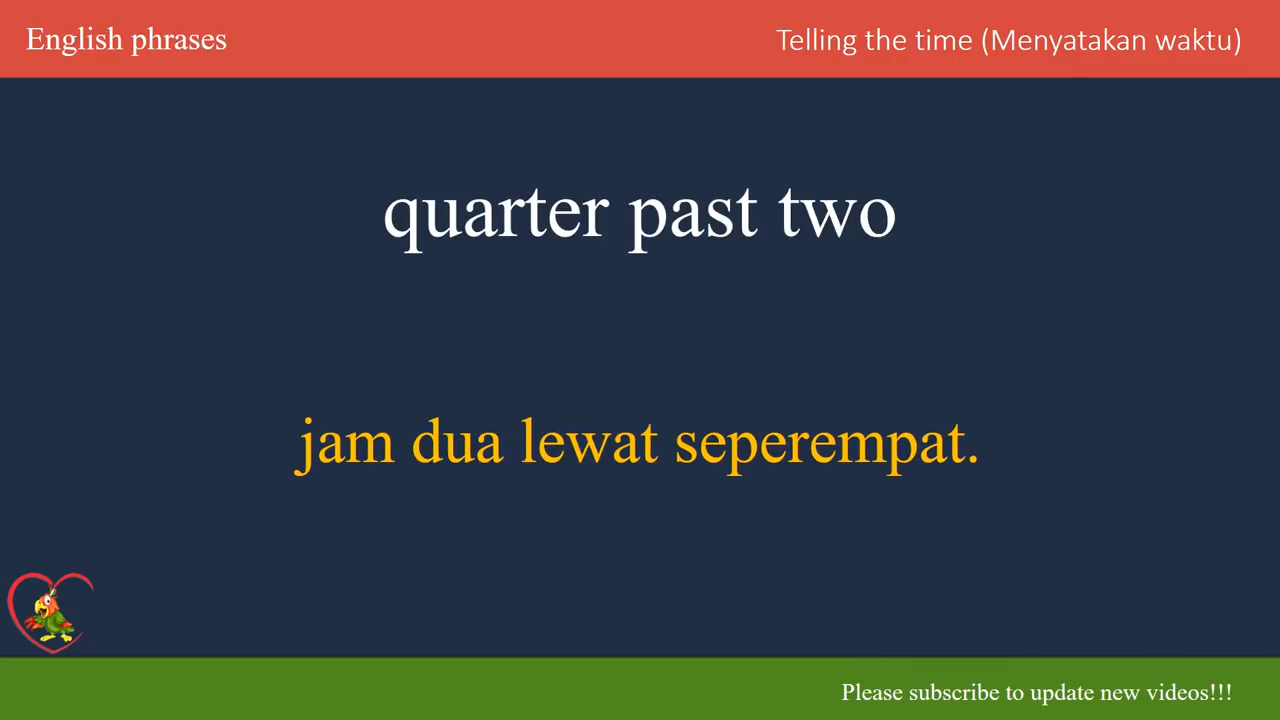 English phrases
Telling the time (Menyatakan waktu)
quarter past two
jam dua lewat seperempat.
Please subscribe to update new videos!!!